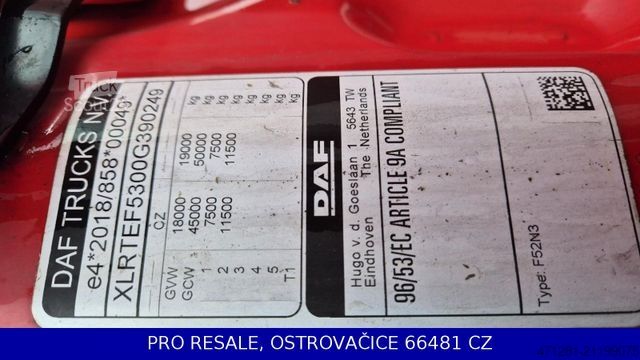 DAF TRUCKS N.V.
e4*2018/858*00049*
XLRTEF5300G390249
CZ
GVW 18000 19000 kg
GCW 45000 50000 kg
1 7500 7500 kg
2 11500 11500 kg
3 kg
4 kg
5 kg
T1 kg
DAF
Hugo v. d. Goeslaan 1 5643 TW
Eindhoven The Netherlands
96/53/EC ARTICLE 9A COMPLIANT
Type: F52N3
Truck
Scout
PRO RESALE, OSTROVAČICE 66481 CZ